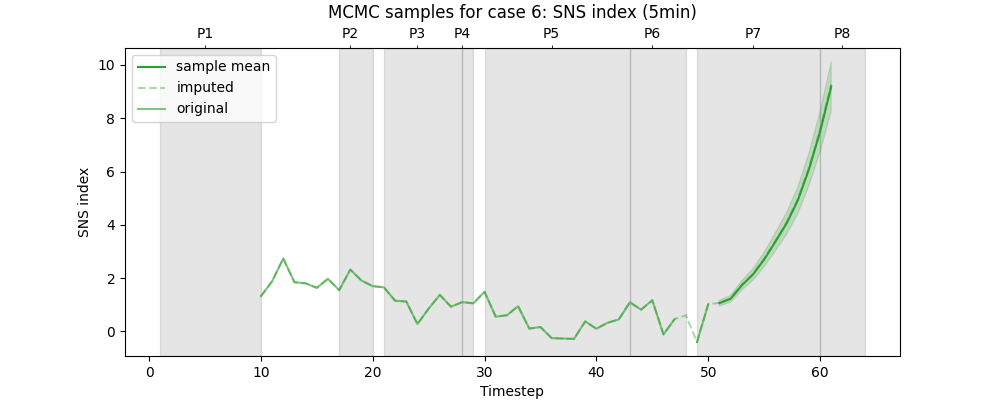 MCMC samples for case 6: SNS index (5min)
P1 P2 P3 P4 P5 P6 P7 P8
sample mean
imputed
original
10
8
6
4
2
0
SNS index
0 10 20 30 40 50 60
Timestep